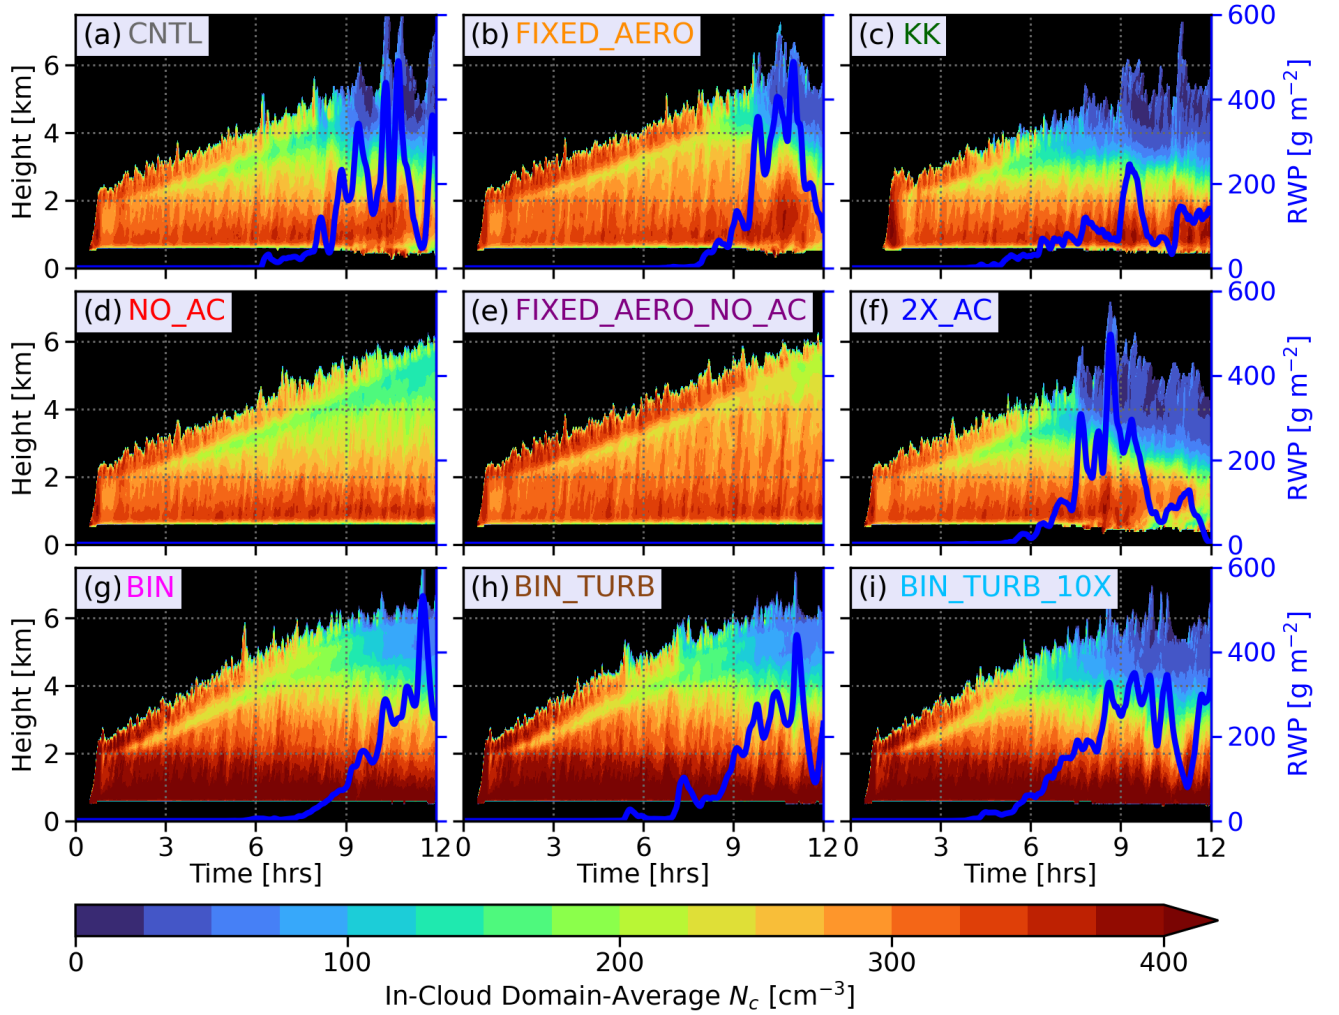 (a) CNTL
(b) FIXED_AERO
(c) KK
600
6
400
4
200
2
0
0
Height [km]
RWP [g m−2]
(d) NO_AC
(e) FIXED_AERO_NO_AC
(f) 2X_AC
600
6
400
4
200
2
0
0
Height [km]
RWP [g m−2]
(g) BIN
(h) BIN_TURB
(i) BIN_TURB_10X
600
6
400
4
200
2
0
0
Height [km]
RWP [g m−2]
0 3 6 9 12 0 3 6 9 12 0 3 6 9 12
Time [hrs] Time [hrs] Time [hrs]
0 100 200 300 400
In-Cloud Domain-Average Nc [cm−3]